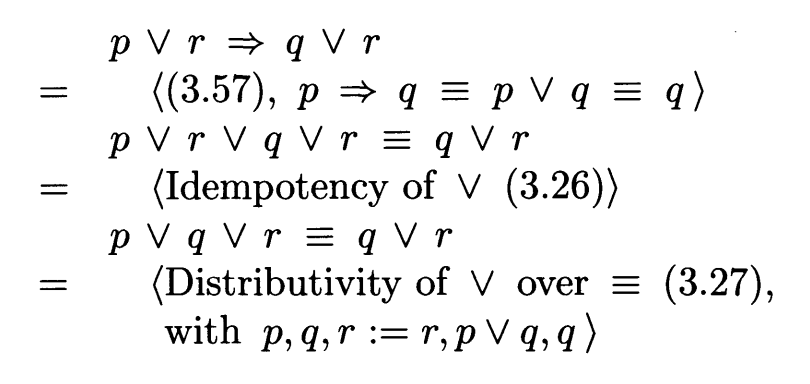 p ∨ r ⇒ q ∨ r
= ⟨(3.57), p ⇒ q ≡ p ∨ q ≡ q⟩
p ∨ r ∨ q ∨ r ≡ q ∨ r
= ⟨Idempotency of ∨ (3.26)⟩
p ∨ q ∨ r ≡ q ∨ r
= ⟨Distributivity of ∨ over ≡ (3.27),
with p, q, r := r, p ∨ q, q⟩